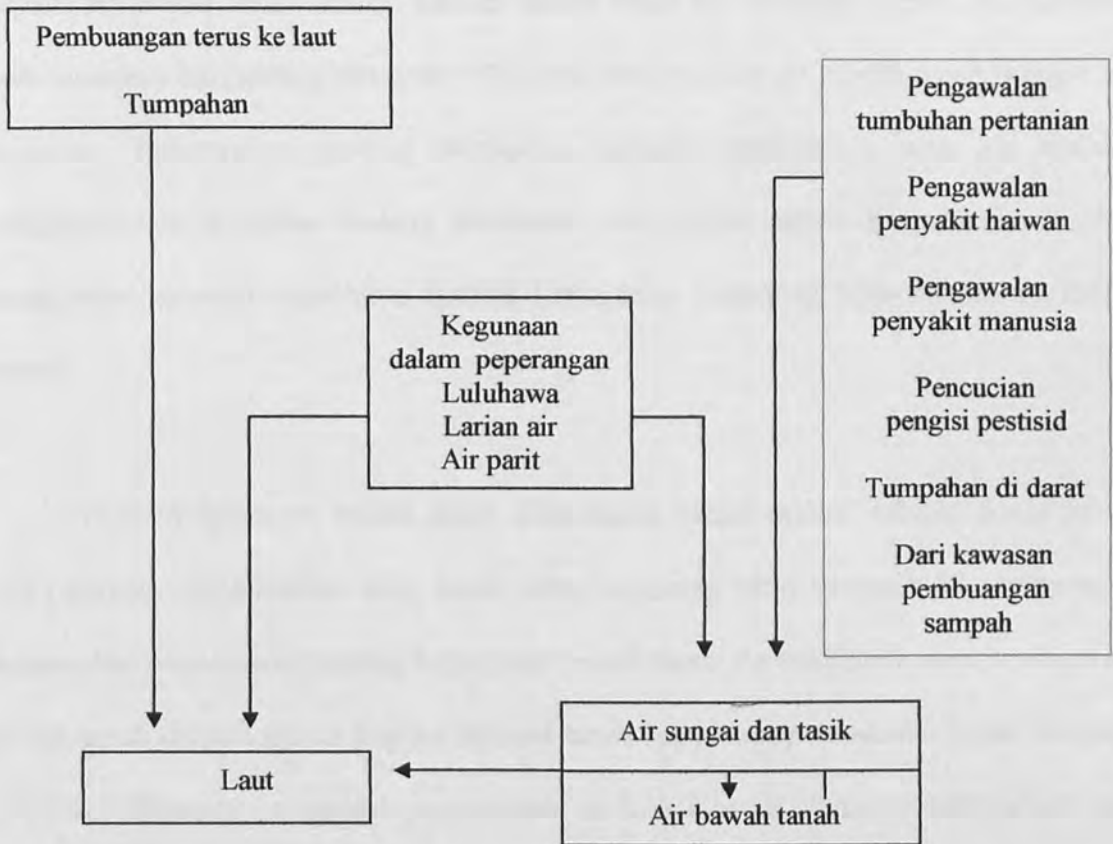 Pembuangan terus ke laut
Tumpahan
Pengawalan
tumbuhan pertanian
Pengawalan
penyakit haiwan
Pengawalan
penyakit manusia
Pencucian
pengisi pestisid
Tumpahan di darat
Dari kawasan
pembuangan
sampah
Kegunaan
dalam peperangan
Luluhawa
Larian air
Air parit
Air sungai dan tasik
Air bawah tanah
Laut